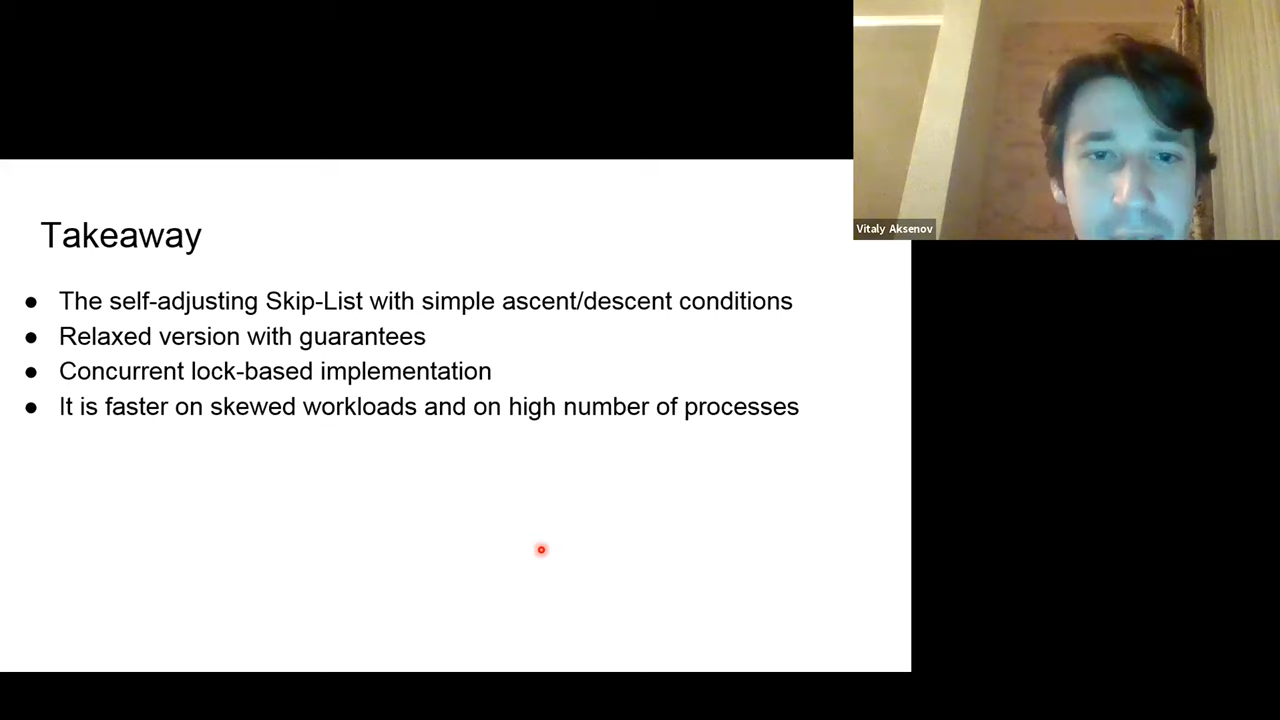 Vitaly Aksenov
Takeaway
● The self-adjusting Skip-List with simple ascent/descent conditions
● Relaxed version with guarantees
● Concurrent lock-based implementation
● It is faster on skewed workloads and on high number of processes